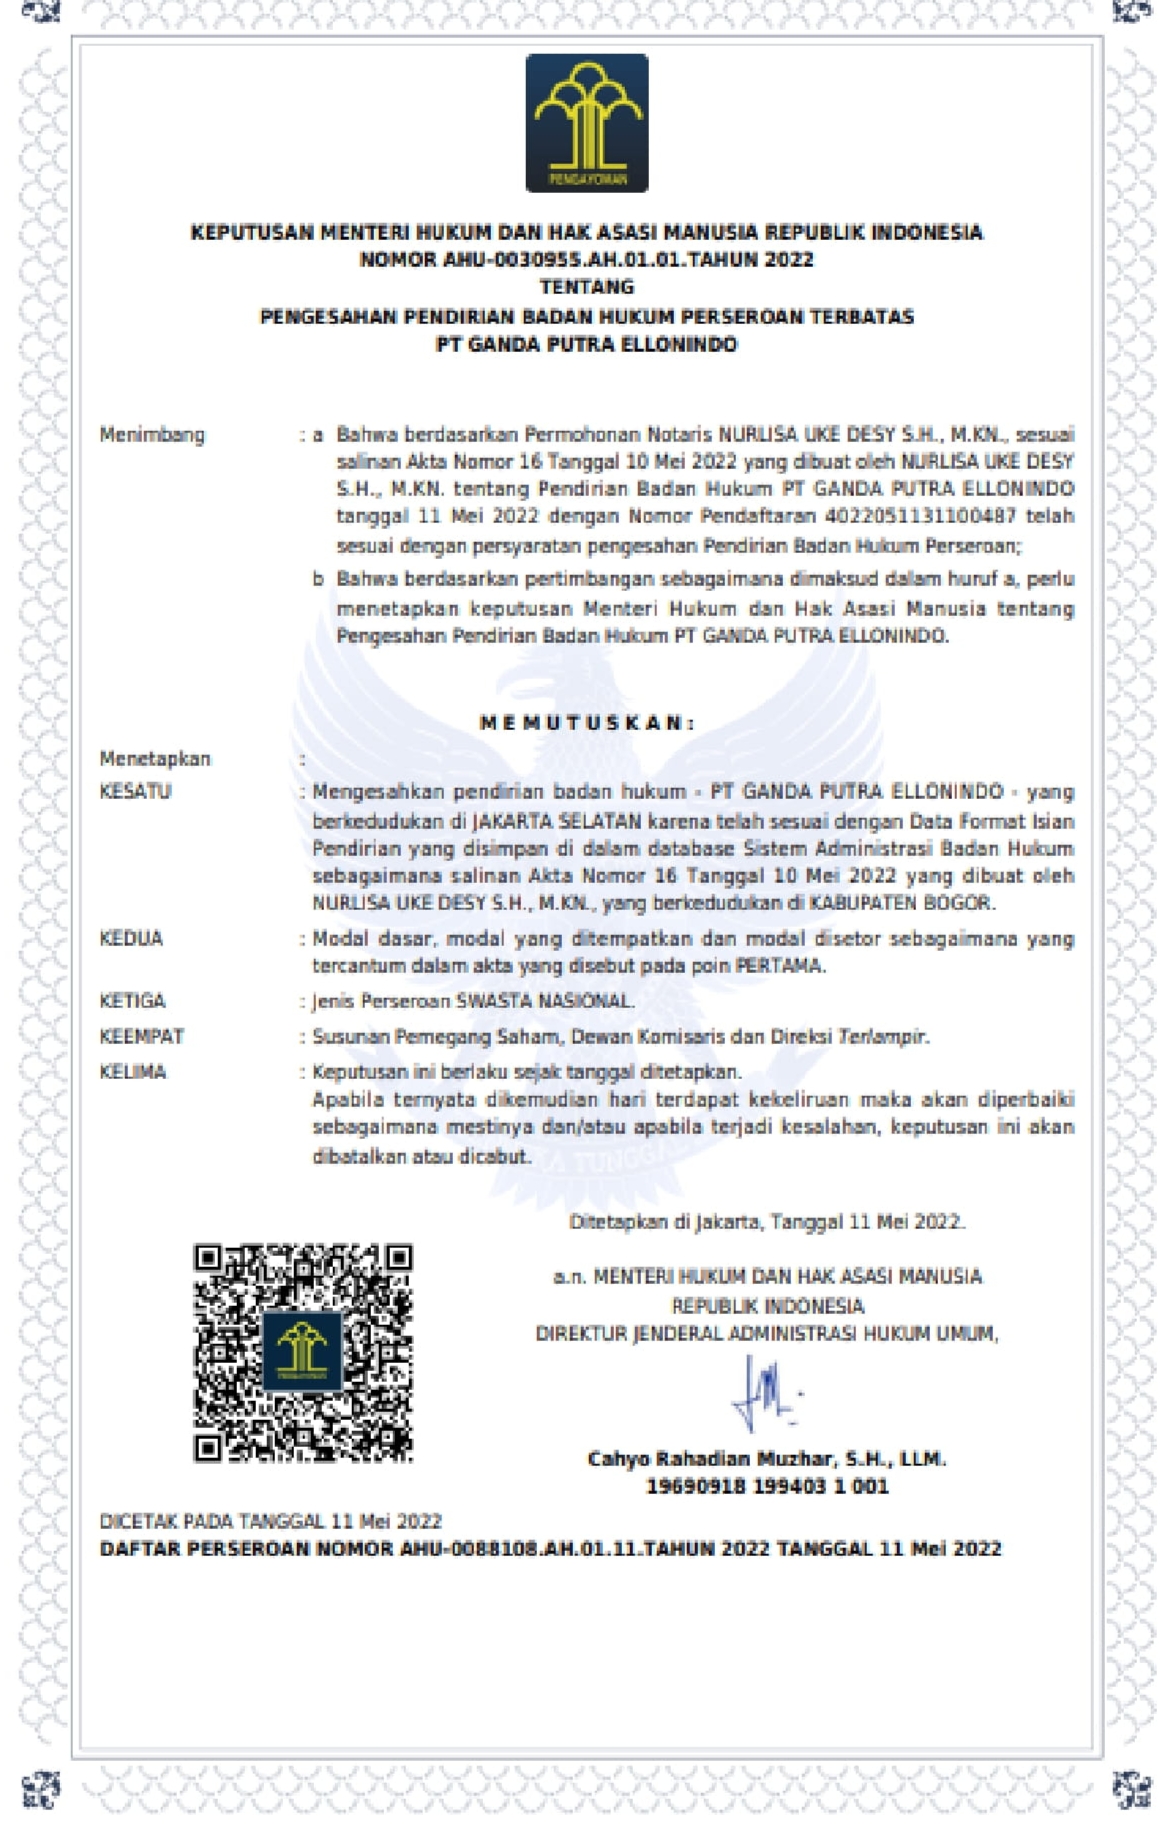 PENGAYOMAN
KEPUTUSAN MENTERI HUKUM DAN HAK ASASI MANUSIA REPUBLIK INDONESIA
NOMOR AHU-0030955.AH.01.01.TAHUN 2022
TENTANG
PENGESAHAN PENDIRIAN BADAN HUKUM PERSEROAN TERBATAS
PT GANDA PUTRA ELLONINDO
Menimbang : a Bahwa berdasarkan Permohonan Notaris NURLISA UKE DESY S.H., M.KN., sesuai
salinan Akta Nomor 16 Tanggal 10 Mei 2022 yang dibuat oleh NURLISA UKE DESY
S.H., M.KN. tentang Pendirian Badan Hukum PT GANDA PUTRA ELLONINDO
tanggal 11 Mei 2022 dengan Nomor Pendaftaran 4022051131100487 telah
sesuai dengan persyaratan pengesahan Pendirian Badan Hukum Perseroan;
b Bahwa berdasarkan pertimbangan sebagaimana dimaksud dalam huruf a, perlu
menetapkan keputusan Menteri Hukum dan Hak Asasi Manusia tentang
Pengesahan Pendirian Badan Hukum PT GANDA PUTRA ELLONINDO.
M E M U T U S K A N :
Menetapkan :
KESATU : Mengesahkan pendirian badan hukum - PT GANDA PUTRA ELLONINDO - yang
berkedudukan di JAKARTA SELATAN karena telah sesuai dengan Data Format Isian
Pendirian yang disimpan di dalam database Sistem Administrasi Badan Hukum
sebagaimana salinan Akta Nomor 16 Tanggal 10 Mei 2022 yang dibuat oleh
NURLISA UKE DESY S.H., M.KN., yang berkedudukan di KABUPATEN BOGOR.
KEDUA : Modal dasar, modal yang ditempatkan dan modal disetor sebagaimana yang
tercantum dalam akta yang disebut pada poin PERTAMA.
KETIGA : Jenis Perseroan SWASTA NASIONAL.
KEEMPAT : Susunan Pemegang Saham, Dewan Komisaris dan Direksi Terlampir.
KELIMA : Keputusan ini berlaku sejak tanggal ditetapkan.
Apabila ternyata dikemudian hari terdapat kekeliruan maka akan diperbaiki
sebagaimana mestinya dan/atau apabila terjadi kesalahan, keputusan ini akan
dibatalkan atau dicabut.
Ditetapkan di Jakarta, Tanggal 11 Mei 2022.
a.n. MENTERI HUKUM DAN HAK ASASI MANUSIA
REPUBLIK INDONESIA
DIREKTUR JENDERAL ADMINISTRASI HUKUM UMUM,
Cahyo Rahadian Muzhar, S.H., LLM.
19690918 199403 1 001
DICETAK PADA TANGGAL 11 Mei 2022
DAFTAR PERSEROAN NOMOR AHU-0088108.AH.01.11.TAHUN 2022 TANGGAL 11 Mei 2022